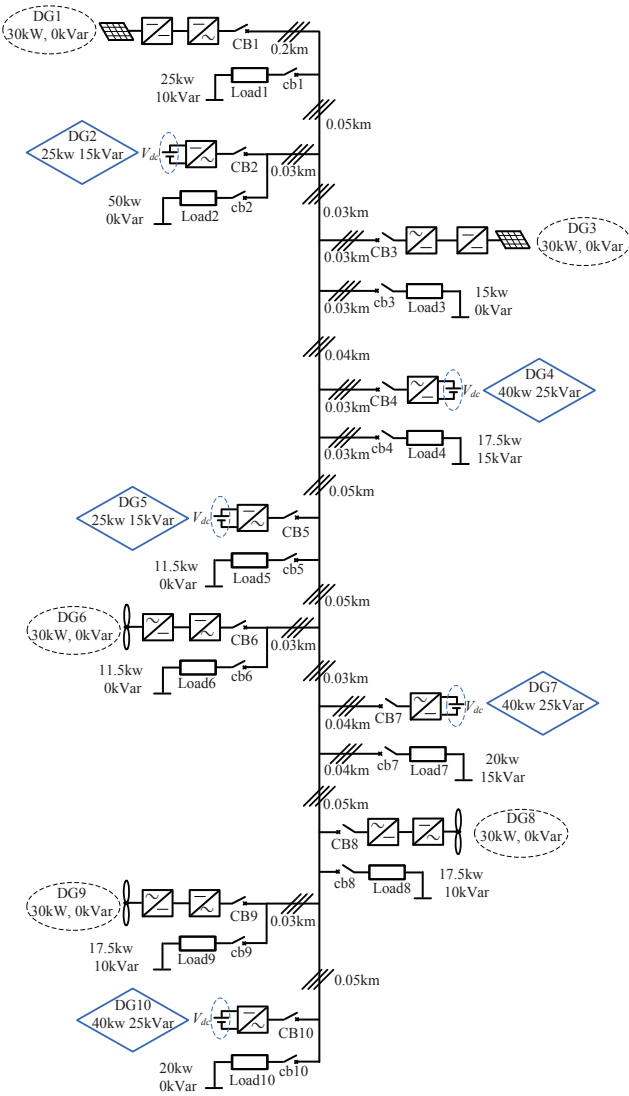 DG1
30kW, 0kVar
CB1
0.2km
25kw
10kVar
Load1
cb1
0.05km
DG2
25kw 15kVar
Vdc
CB2
0.03km
50kw
0kVar
Load2
cb2
0.03km
0.03km
CB3
DG3
30kW, 0kVar
0.03km
cb3
Load3
15kw
0kVar
0.04km
0.03km
CB4
Vdc
DG4
40kw 25kVar
0.03km
cb4
Load4
17.5kw
15kVar
0.05km
DG5
25kw 15kVar
Vdc
CB5
11.5kw
0kVar
Load5
cb5
0.05km
DG6
30kW, 0kVar
CB6
0.03km
11.5kw
0kVar
Load6
cb6
0.03km
0.04km
CB7
Vdc
DG7
40kw 25kVar
0.04km
cb7
Load7
20kw
15kVar
0.05km
CB8
DG8
30kW, 0kVar
cb8
Load8
17.5kw
10kVar
DG9
30kW, 0kVar
CB9
0.03km
17.5kw
10kVar
Load9
cb9
0.05km
DG10
40kw 25kVar
Vdc
CB10
20kw
0kVar
Load10
cb10